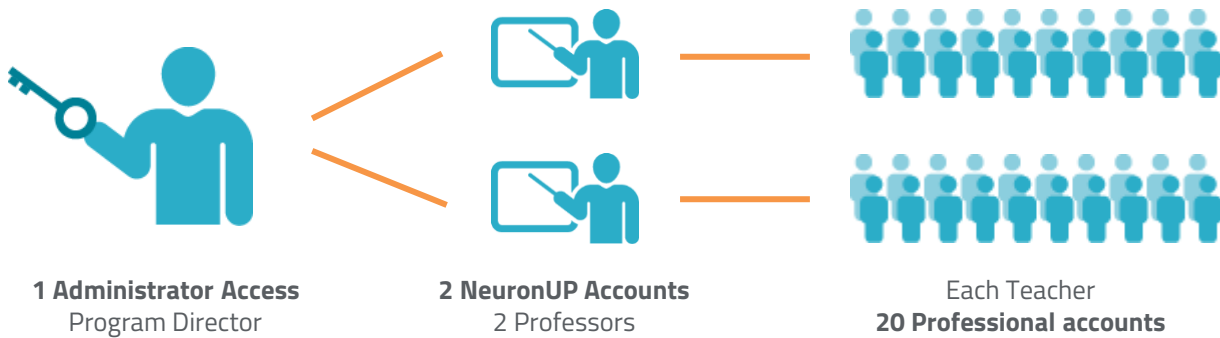 1 Administrator Access
Program Director
2 NeuronUP Accounts
2 Professors
Each Teacher
20 Professional accounts